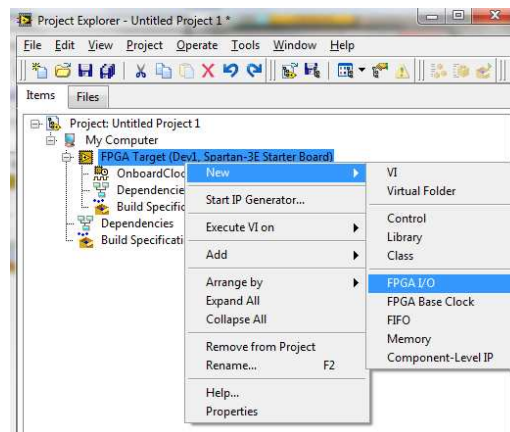 Project Explorer - Untitled Project 1 *
File Edit View Project Operate Tools Window Help
Items Files
Project: Untitled Project 1
My Computer
FPGA Target (Dev1, Spartan-3E Starter Board)
OnboardCloc
Dependencie
Build Specific
Dependencies
Build Specificati
New
Start IP Generator...
Execute VI on
Add
Arrange by
Expand All
Collapse All
Remove from Project
Rename... F2
Help...
Properties
VI
Virtual Folder
Control
Library
Class
FPGA I/O
FPGA Base Clock
FIFO
Memory
Component-Level IP